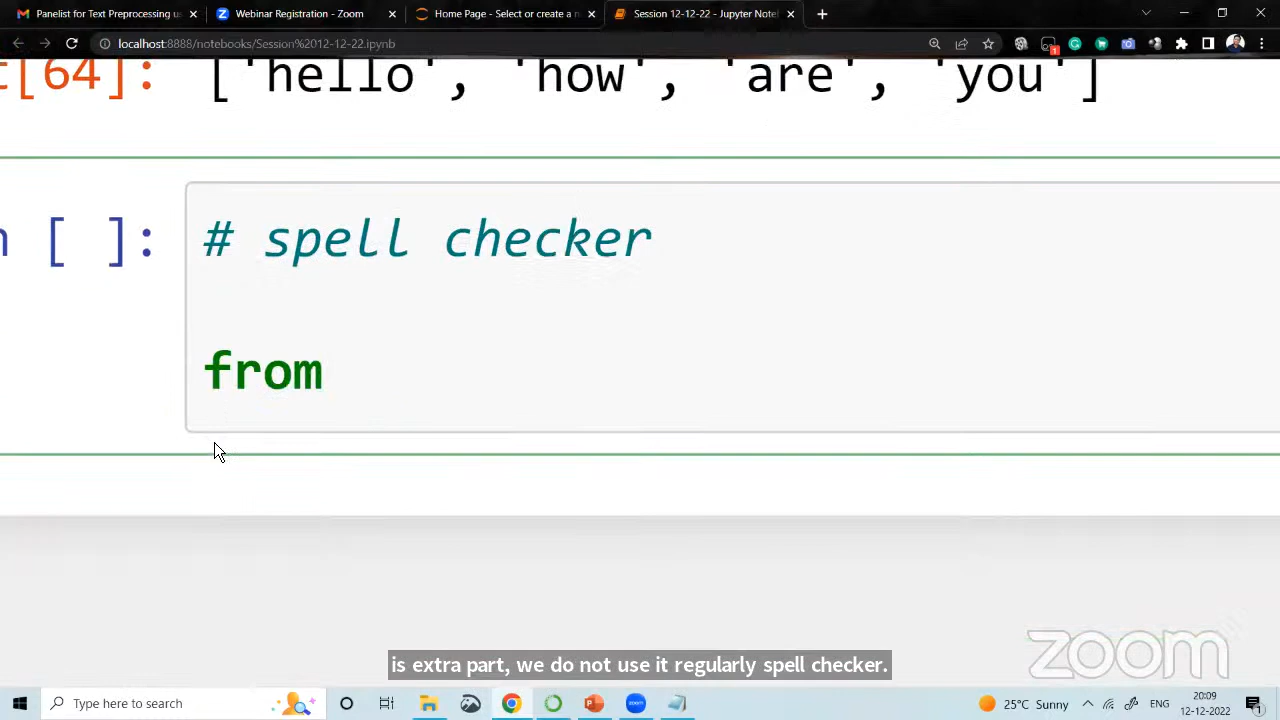 Panelist for Text Preprocessing us
Webinar Registration - Zoom
Home Page - Select or create a n
Session 12-12-22 - Jupyter Note
localhost:8888/notebooks/Session%2012-12-22.ipynb
t[64]: ['hello', 'how', 'are', 'you']
n [ ]: # spell checker
from
zoom
is extra part, we do not use it regularly spell checker.
Type here to search
25°C Sunny
ENG
20:09
12-12-2022